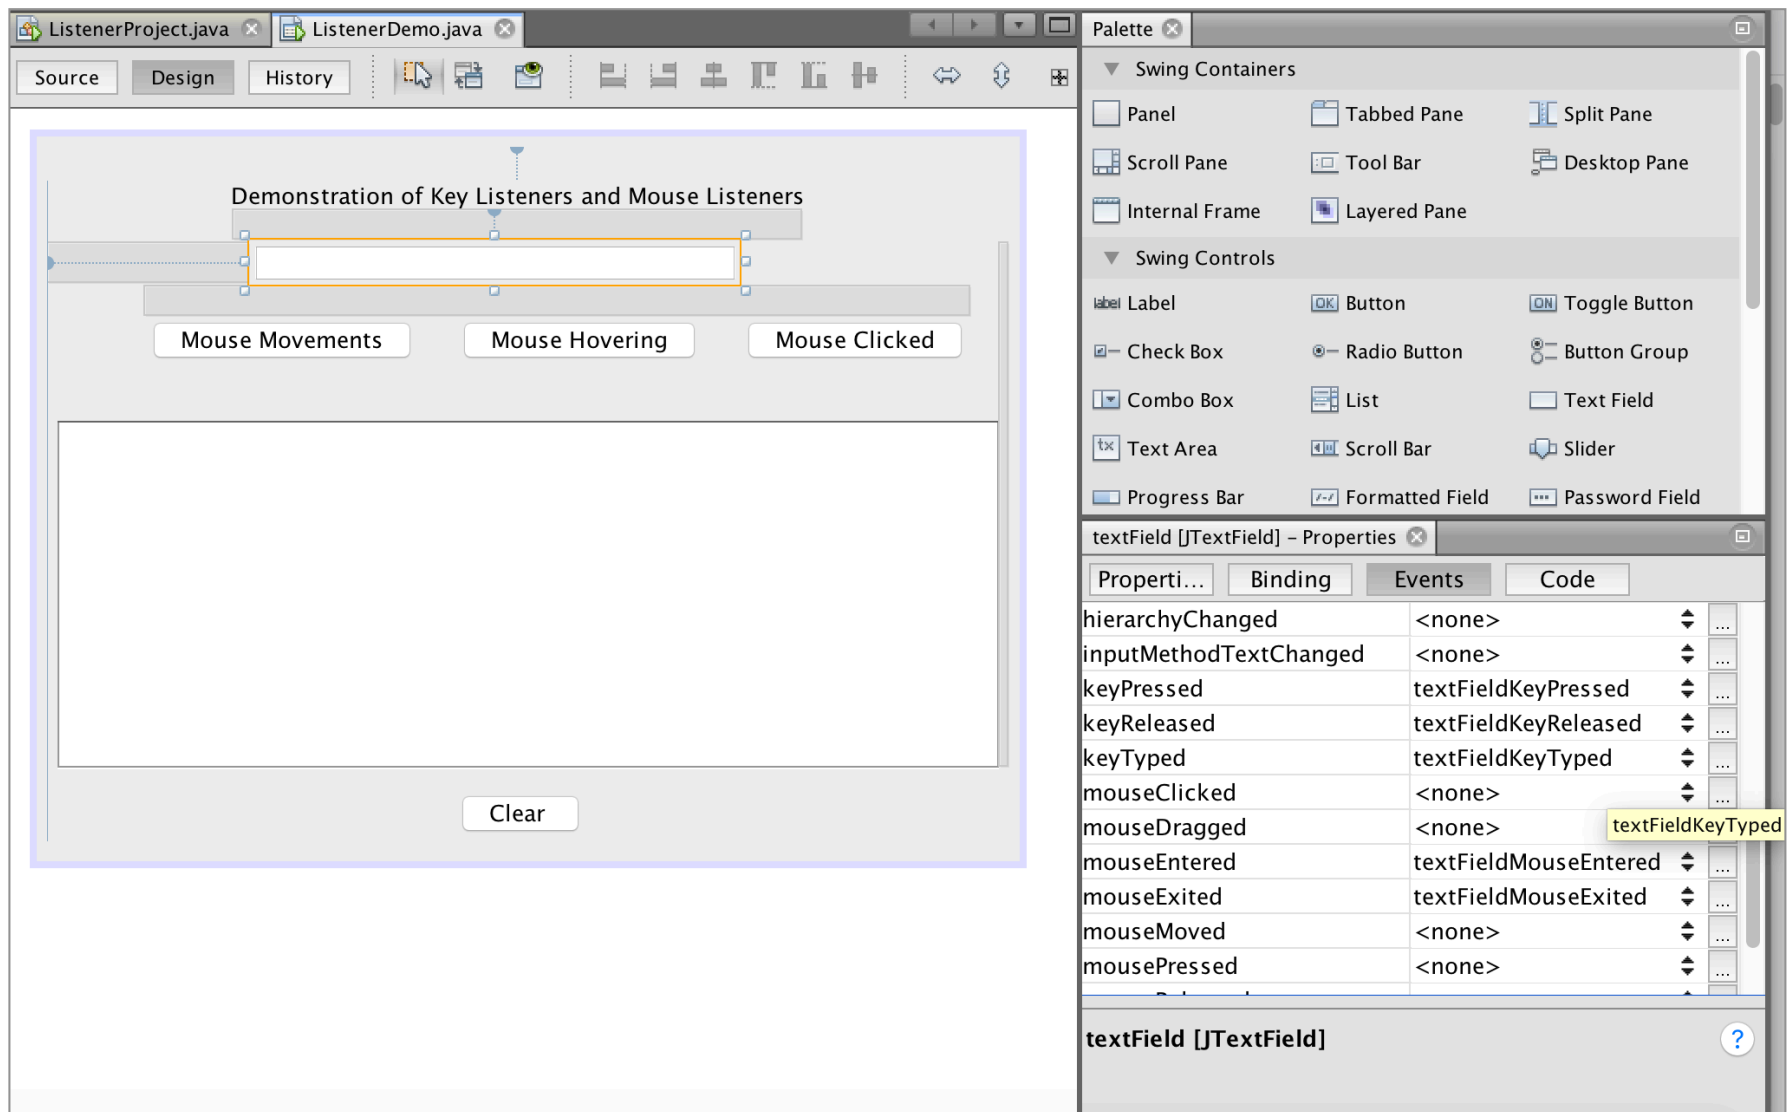 ListenerProject.java
ListenerDemo.java
Source
Design
History
Demonstration of Key Listeners and Mouse Listeners
Mouse Movements
Mouse Hovering
Mouse Clicked
Clear
Palette
Swing Containers
Panel
Tabbed Pane
Split Pane
Scroll Pane
Tool Bar
Desktop Pane
Internal Frame
Layered Pane
Swing Controls
label Label
OK Button
ON Toggle Button
Check Box
Radio Button
Button Group
Combo Box
List
Text Field
tx Text Area
Scroll Bar
Slider
Progress Bar
Formatted Field
Password Field
textField [JTextField] – Properties
Properti...
Binding
Events
Code
hierarchyChanged <none> ...
inputMethodTextChanged <none> ...
keyPressed textFieldKeyPressed ...
keyReleased textFieldKeyReleased ...
keyTyped textFieldKeyTyped ...
mouseClicked <none> ...
mouseDragged <none>
textFieldKeyTyped
mouseEntered textFieldMouseEntered ...
mouseExited textFieldMouseExited ...
mouseMoved <none> ...
mousePressed <none> ...
textField [JTextField]
?